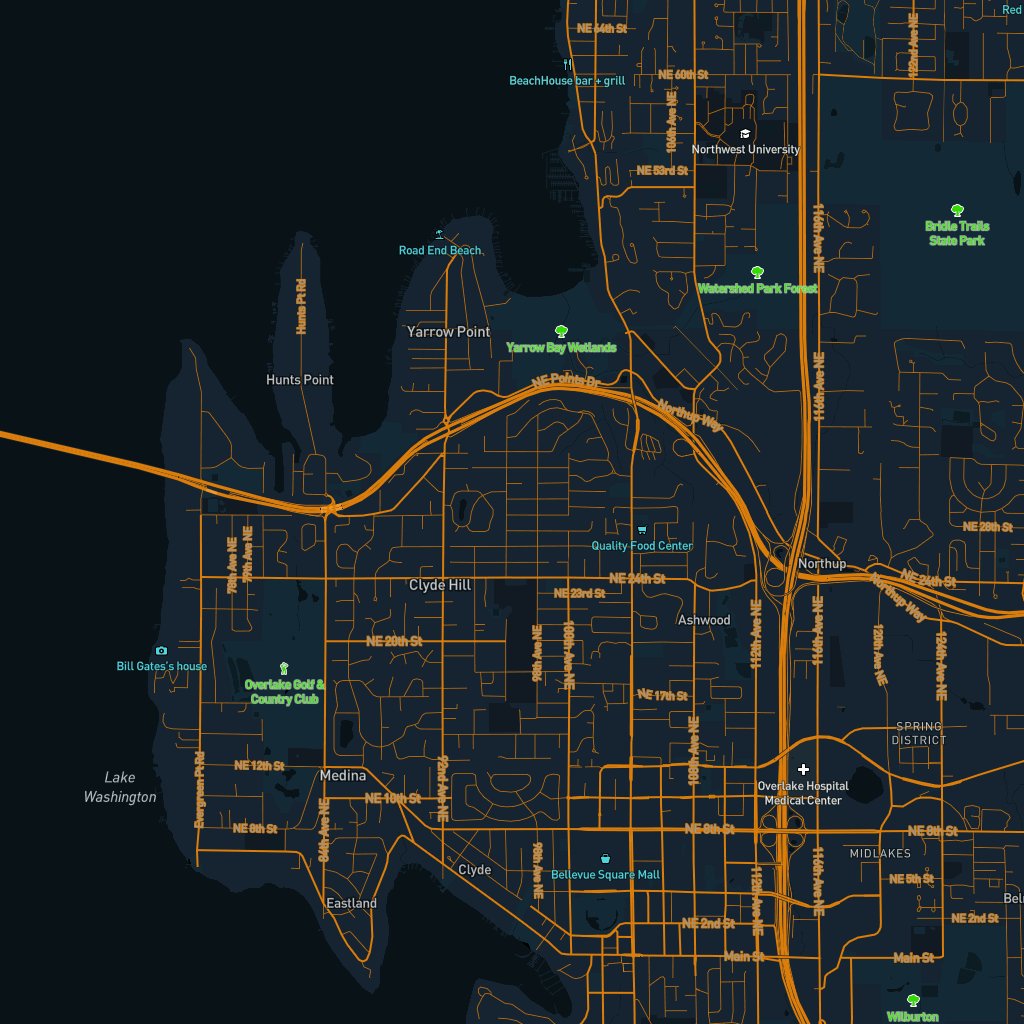 Red
NE 64th St
122nd Ave NE
BeachHouse bar + grill
NE 60th St
106th Ave NE
Northwest University
NE 53rd St
116th Ave NE
Bridle Trails
State Park
Road End Beach
Watershed Park Forest
Hunts Pt Rd
Yarrow Point
Yarrow Bay Wetlands
Hunts Point
NE Points Dr
116th Ave NE
Northup Way
NE 28th St
78th Ave NE
79th Ave NE
Quality Food Center
Northup
NE 24th St
Clyde Hill
NE 24th St
Northup Way
NE 23rd St
Ashwood
112th Ave NE
116th Ave NE
NE 20th St
98th Ave NE
100th Ave NE
120th Ave NE
124th Ave NE
Bill Gates's house
Overlake Golf &
Country Club
NE 17th St
SPRING
DISTRICT
108th Ave NE
NE 12th St
Medina
Lake
Washington
Evergreen Pt Rd
92nd Ave NE
Overlake Hospital
Medical Center
NE 10th St
84th Ave NE
NE 8th St
NE 8th St
NE 8th St
MIDLAKES
Clyde
98th Ave NE
Bellevue Square Mall
112th Ave NE
116th Ave NE
NE 5th St
Eastland
Bel
NE 2nd St
NE 2nd St
Main St
Main St
Wilburton